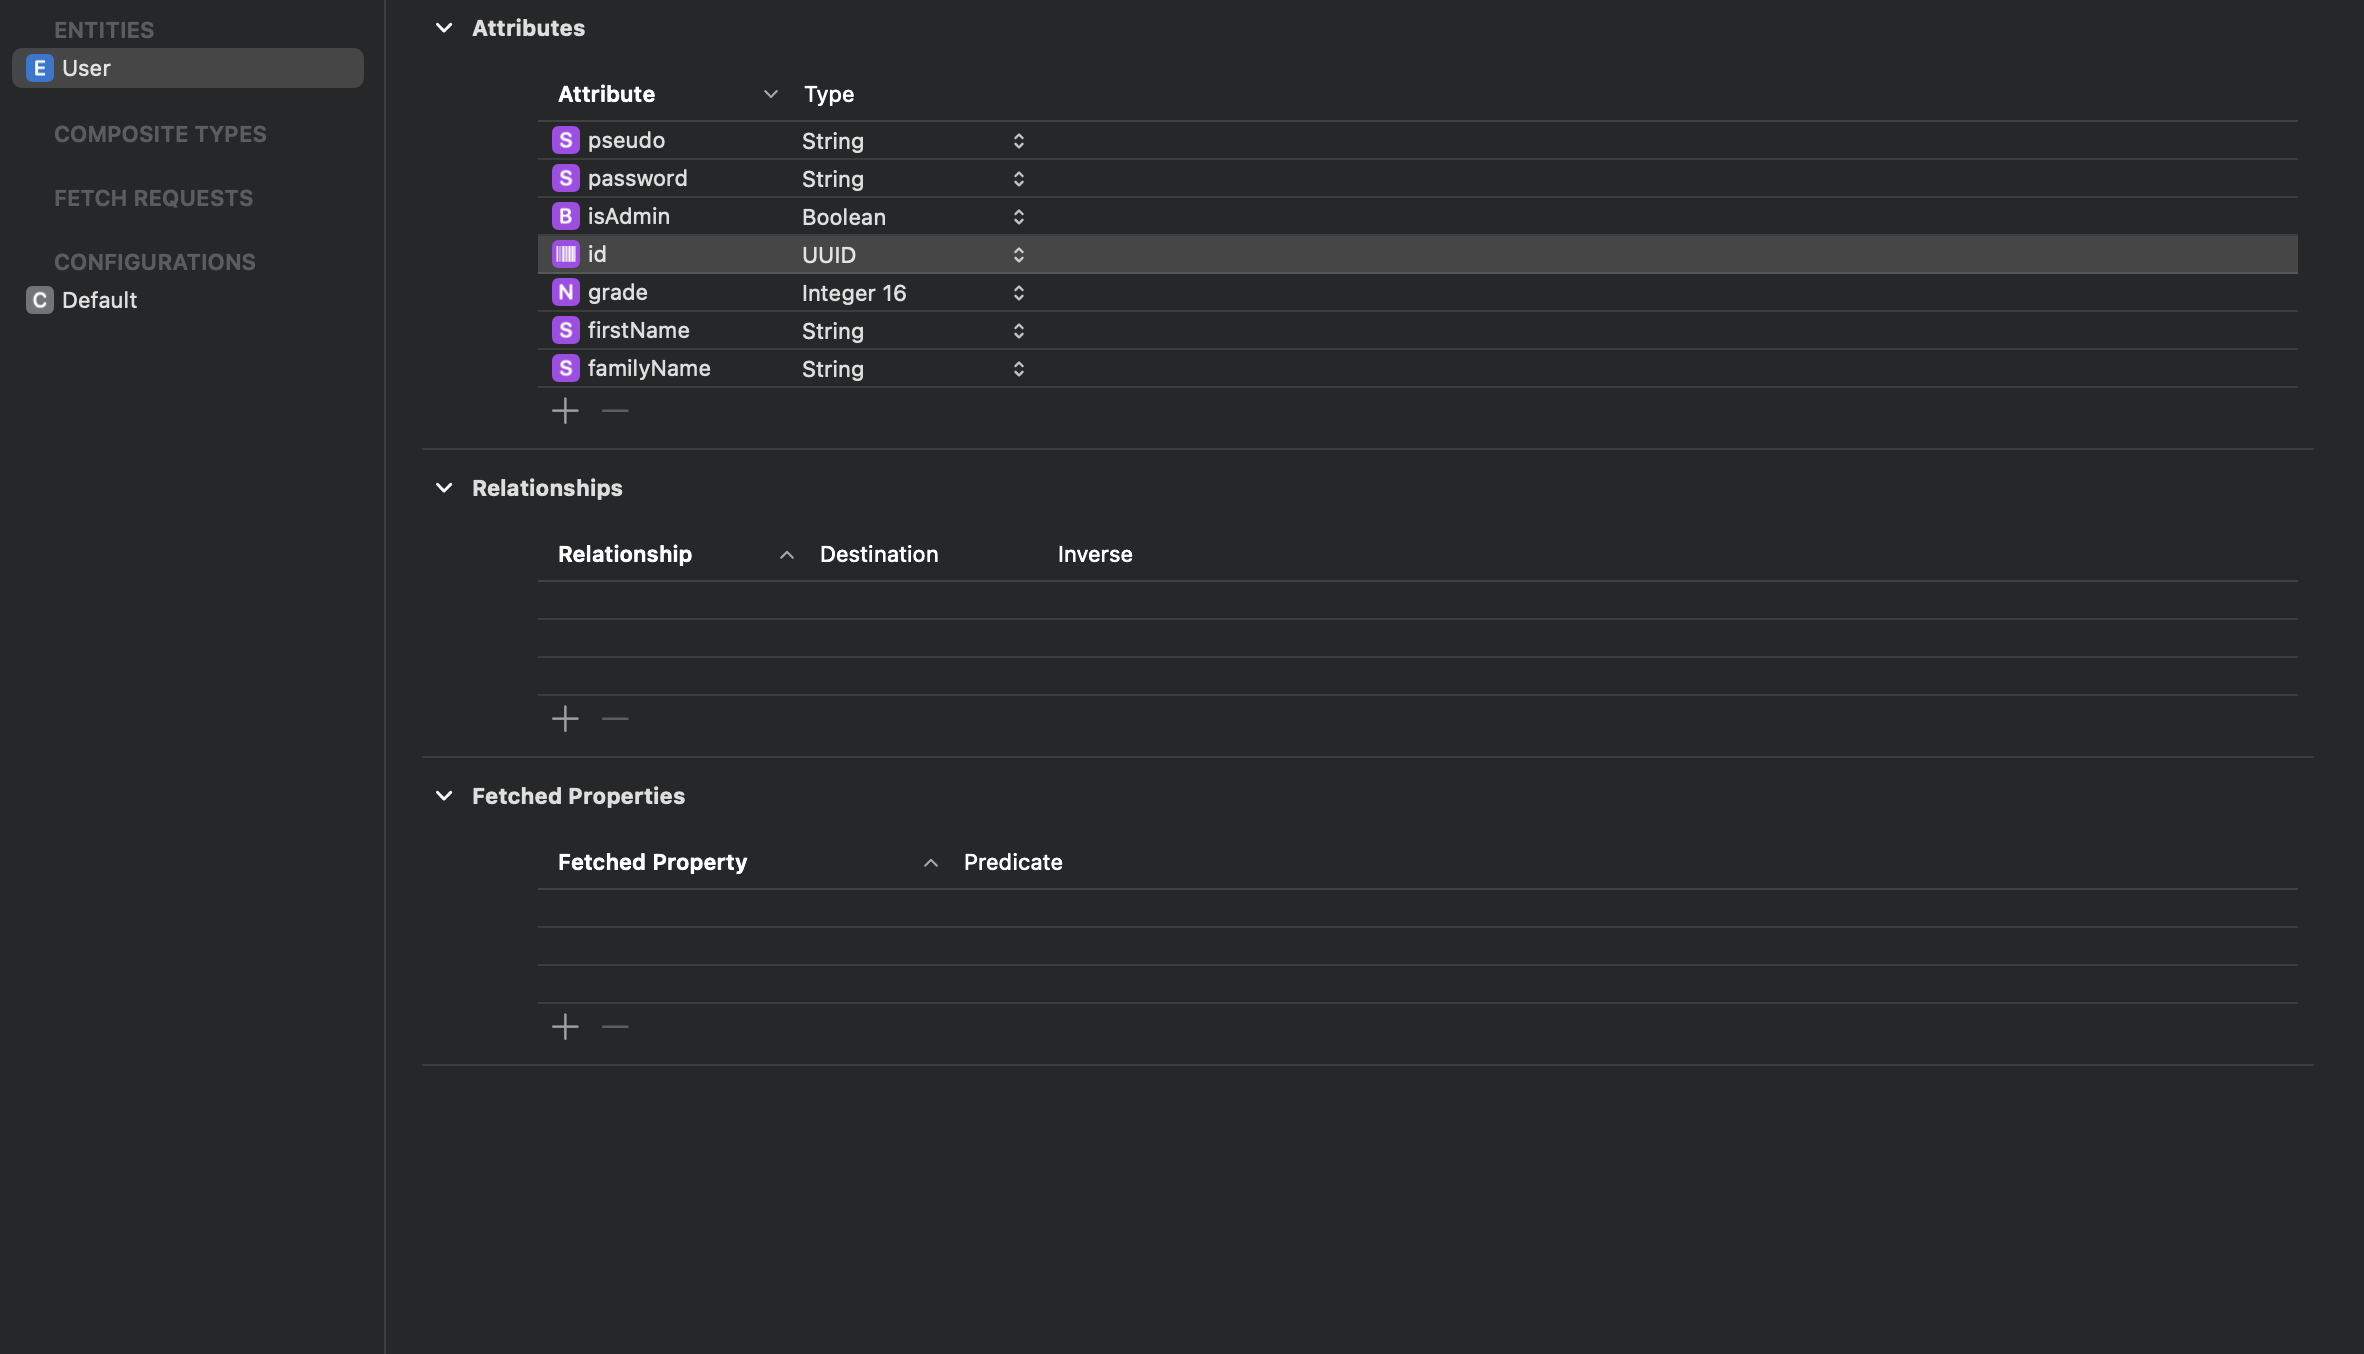 ENTITIES
E User
COMPOSITE TYPES
FETCH REQUESTS
CONFIGURATIONS
C Default
Attributes
Attribute Type
S pseudo String
S password String
B isAdmin Boolean
id UUID
N grade Integer 16
S firstName String
S familyName String
Relationships
Relationship Destination Inverse
Fetched Properties
Fetched Property Predicate